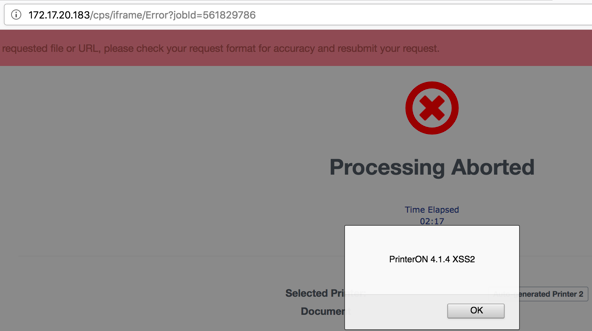 172.17.20.183/cps/iframe/Error?jobId=561829786
requested file or URL, please check your request format for accuracy and resubmit your request.
Processing Aborted
Time Elapsed
02:17
PrinterON 4.1.4 XSS2
Selected Pri
enerated Printer 2
Documen
OK